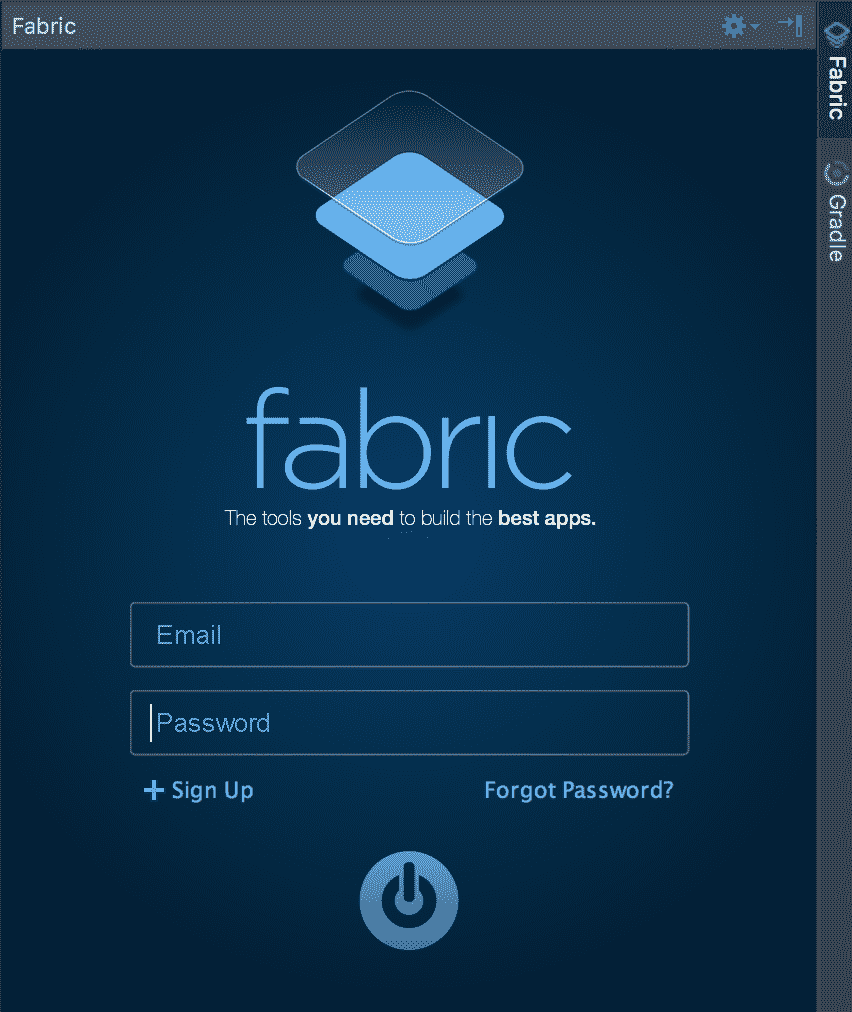 Fabric
Fabric
Gradle
fabric
The tools you need to build the best apps.
Email
Password
Sign Up
Forgot Password?